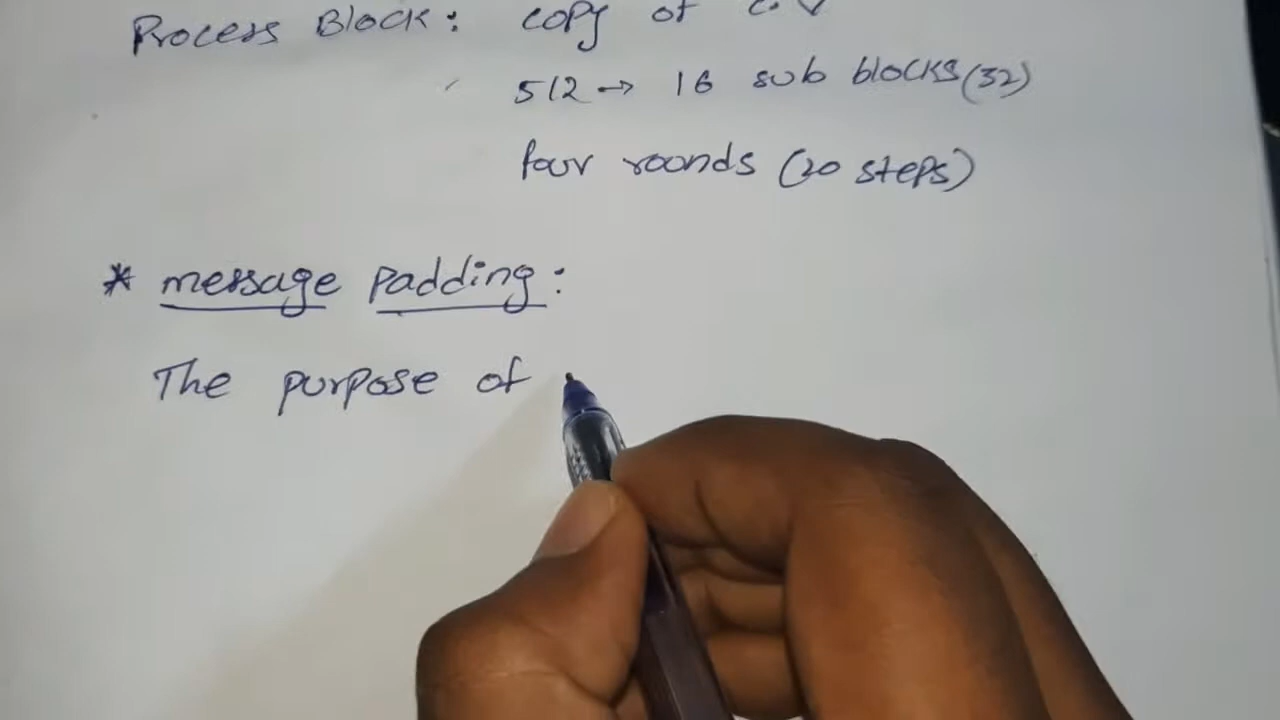 Process Block: copy of C.V
512 → 16 sub blocks (32)
four rounds (20 steps)
* message padding:
The purpose of